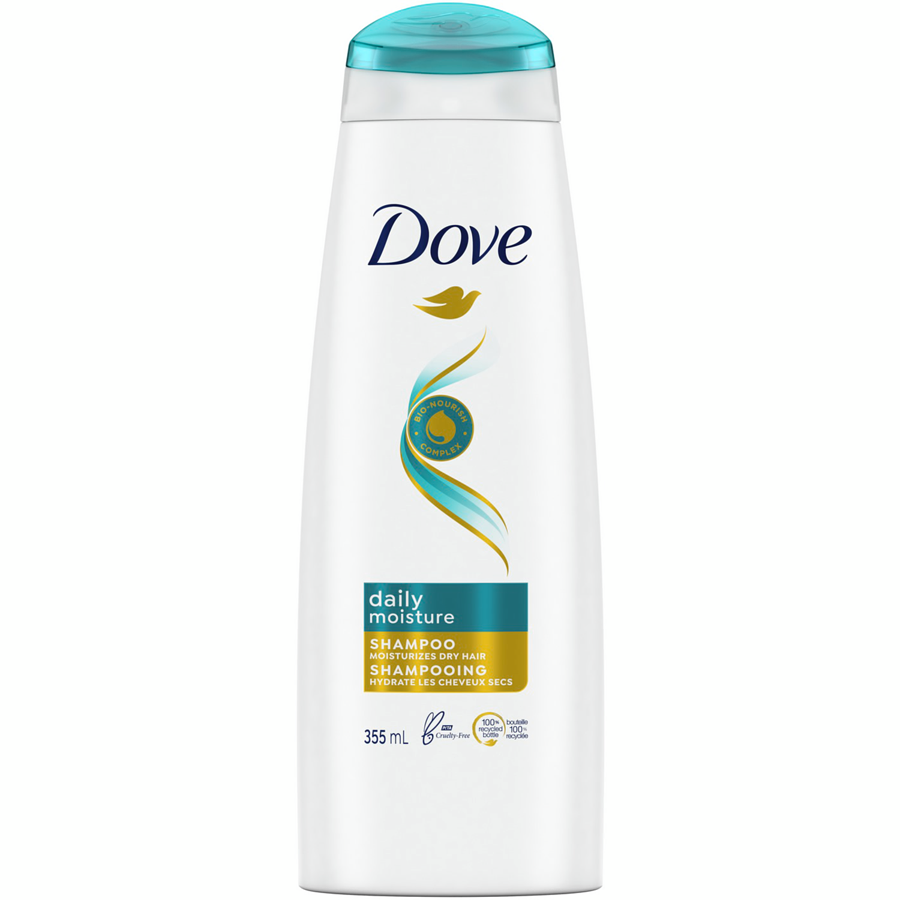 Dove
BIO-NOURISH
COMPLEX
daily
moisture
SHAMPOO
MOISTURIZES DRY HAIR
SHAMPOOING
HYDRATE LES CHEVEUX SECS
355 mL
PETA
Cruelty-Free
100%
recycled
bottle
bouteille
100%
recyclée